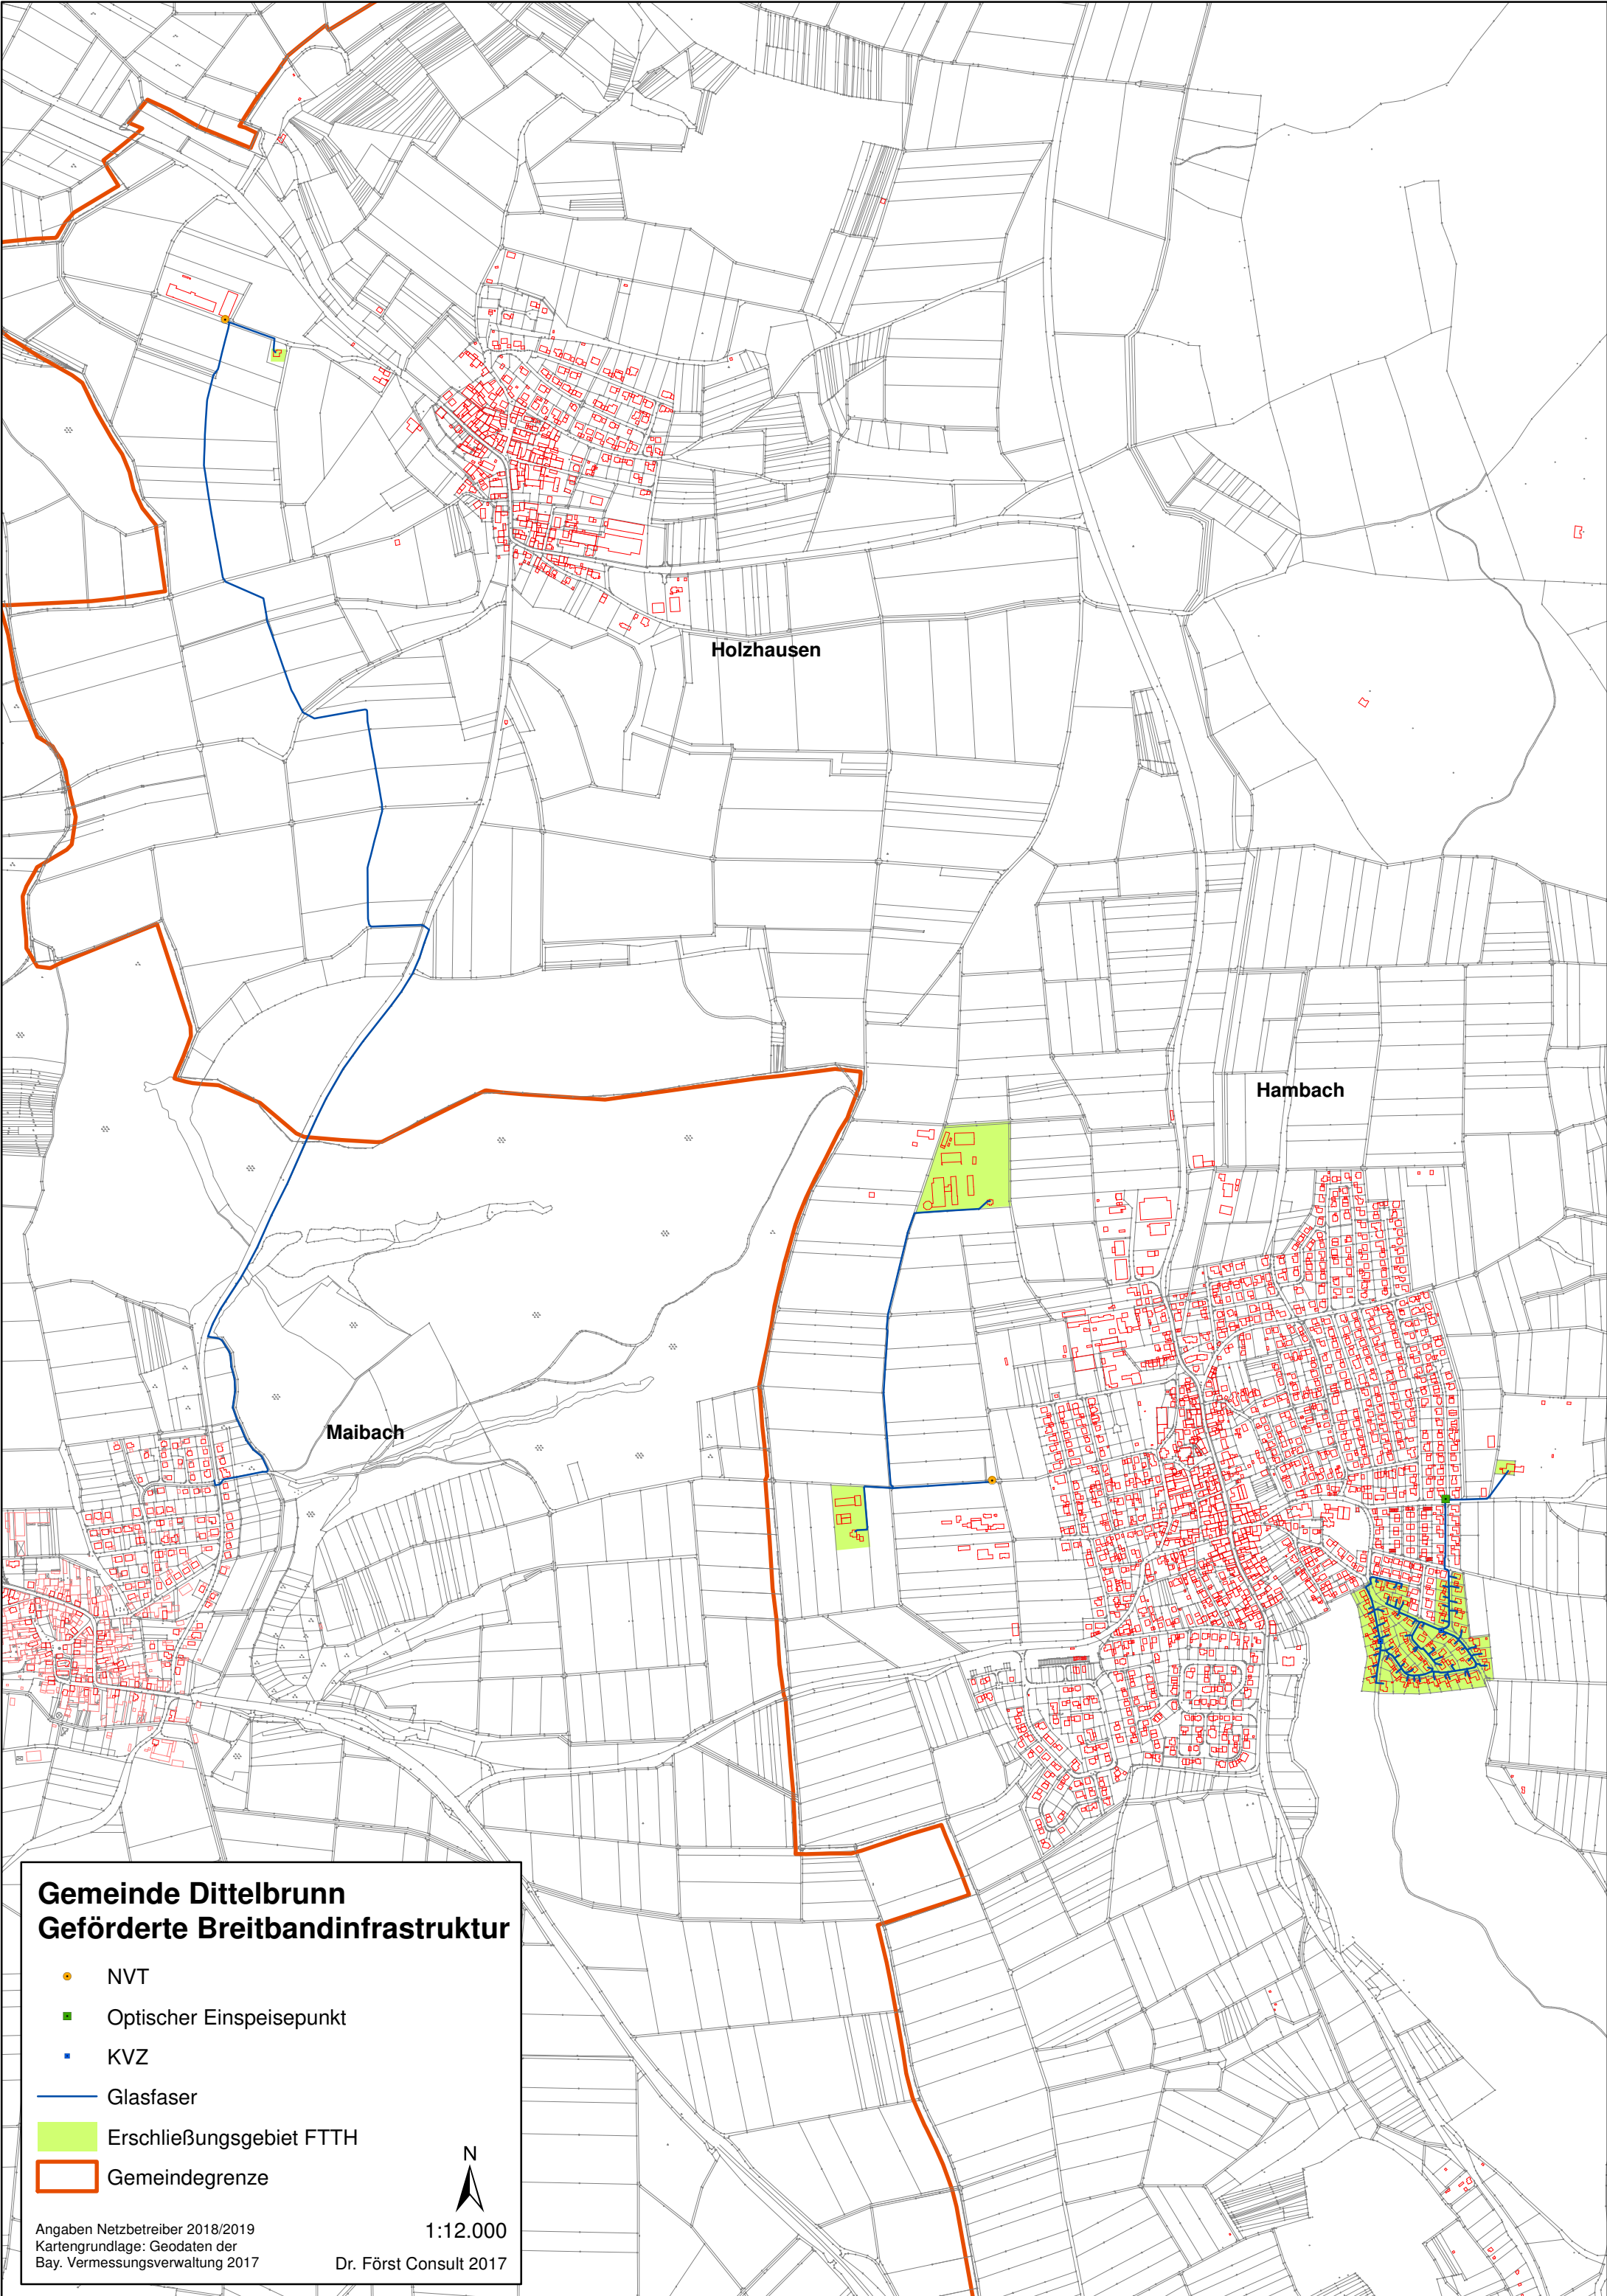 Holzhausen
Hambach
Maibach
Gemeinde Dittelbrunn
Geförderte Breitbandinfrastruktur
NVT
Optischer Einspeisepunkt
KVZ
Glasfaser
Erschließungsgebiet FTTH
Gemeindegrenze
N
1:12.000
Angaben Netzbetreiber 2018/2019
Kartengrundlage: Geodaten der
Bay. Vermessungsverwaltung 2017
Dr. Först Consult 2017